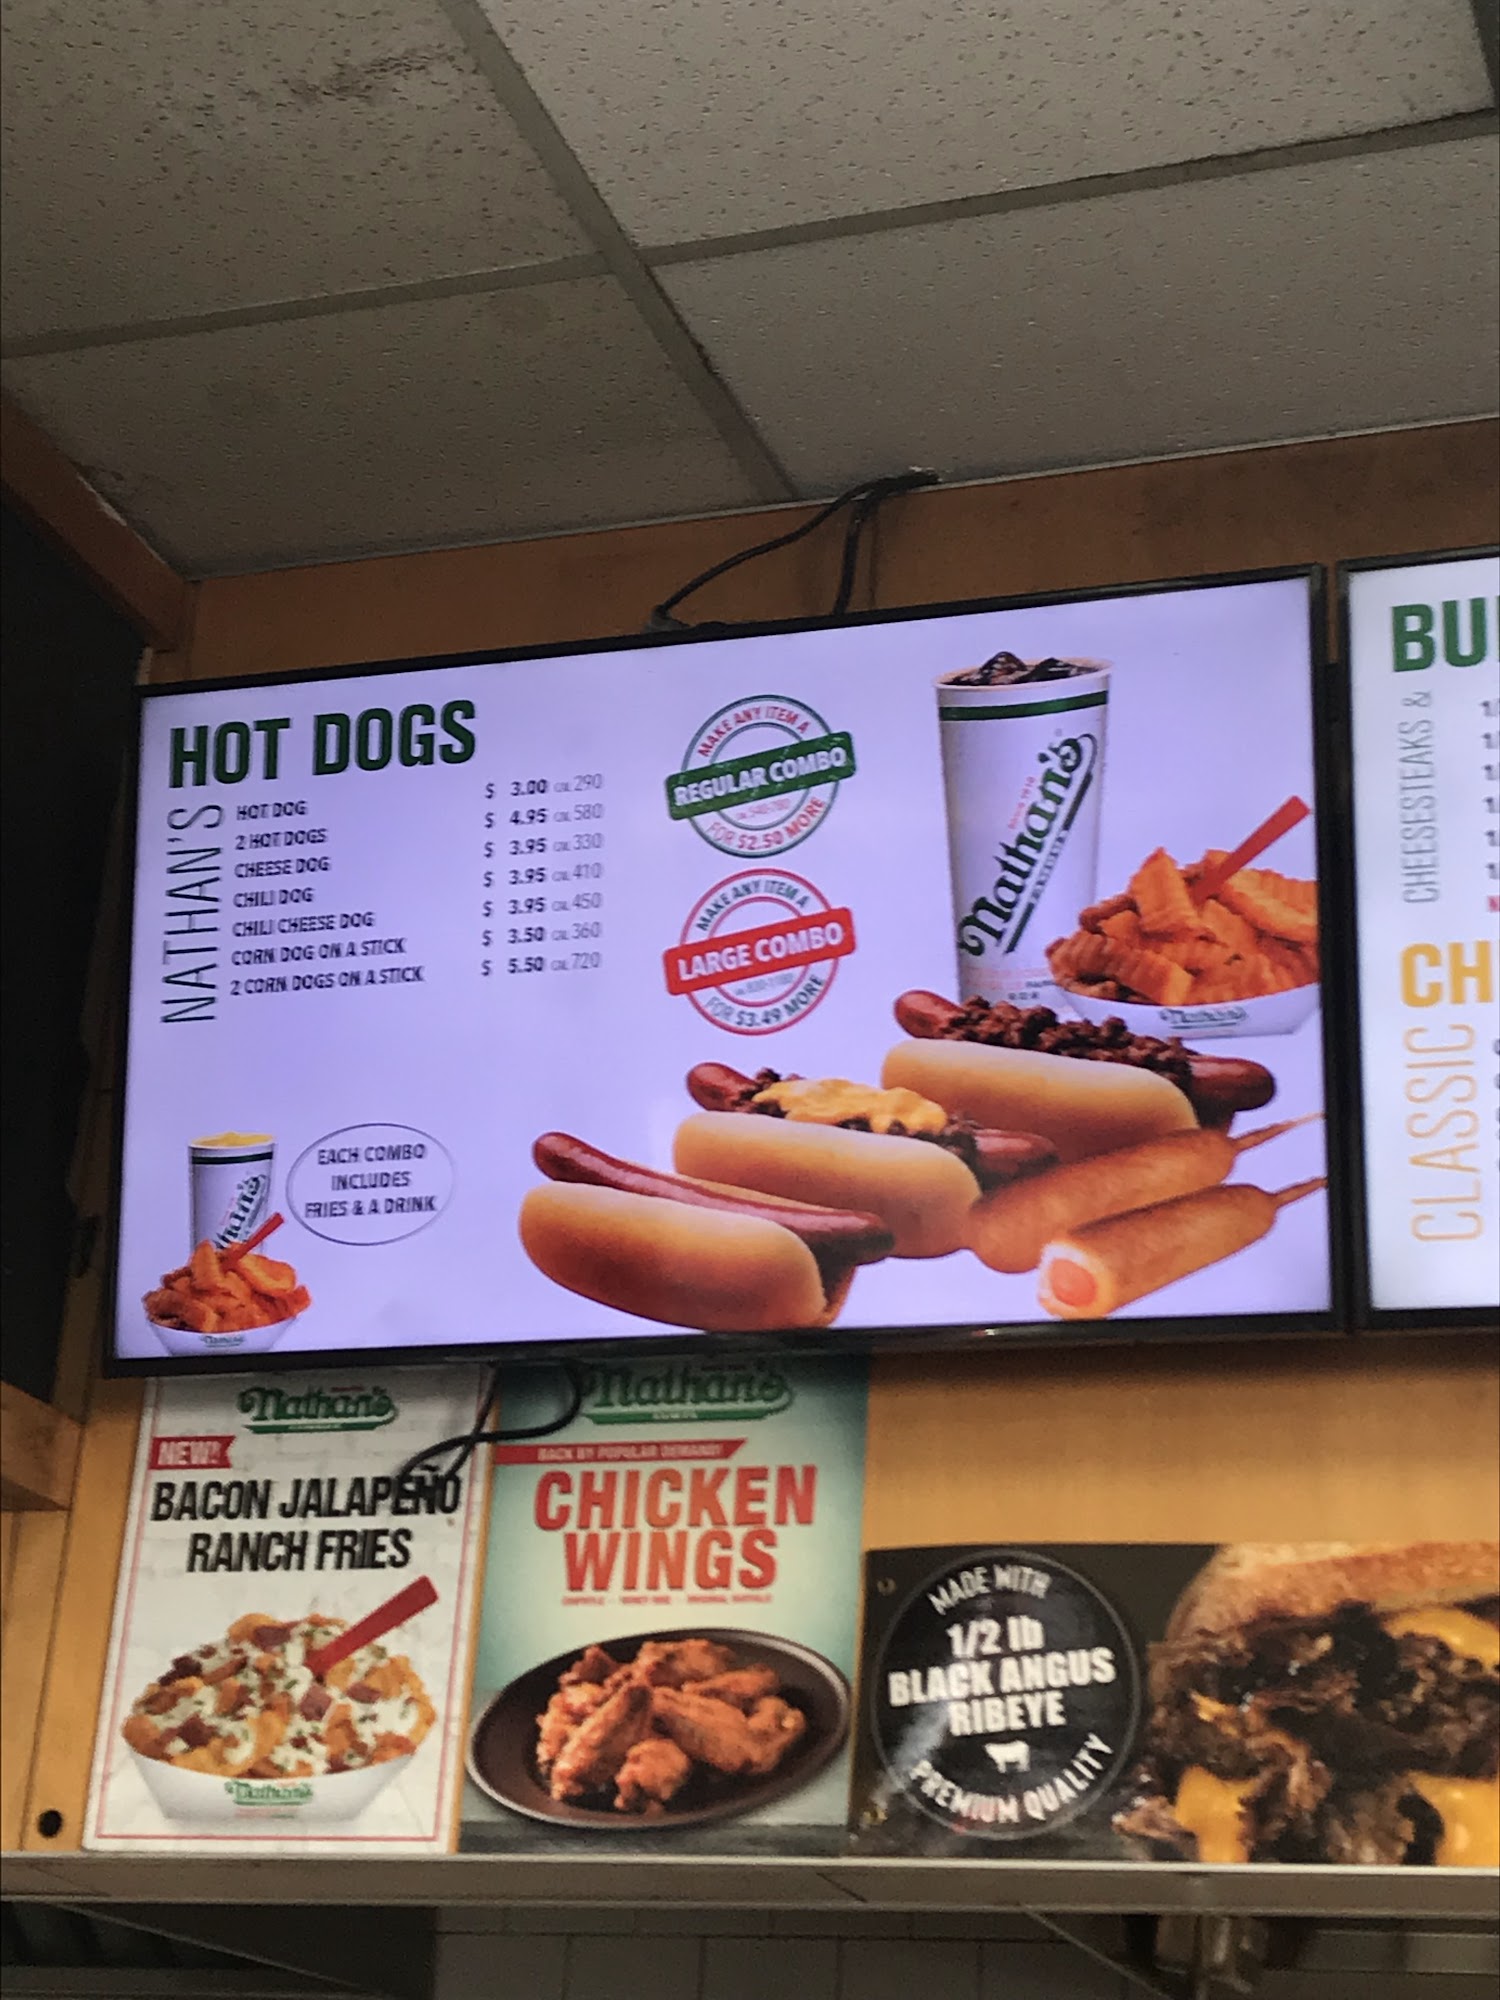 HOT DOGS
NATHAN'S
HOT DOG $ 3.00 CAL 290
2 HOT DOGS $ 4.95 CAL 580
CHEESE DOG $ 3.95 CAL 330
CHILI DOG $ 3.95 CAL 410
CHILI CHEESE DOG $ 3.95 CAL 450
CORN DOG ON A STICK $ 3.50 CAL 360
2 CORN DOGS ON A STICK $ 5.50 CAL 720
MAKE ANY ITEM A
REGULAR COMBO
FOR $2.50 MORE
MAKE ANY ITEM A
LARGE COMBO
FOR $3.49 MORE
Nathan's
FAMOUS
Nathan's
EACH COMBO
INCLUDES
FRIES & A DRINK
Nathan's
BU
CHEESESTEAKS &
CH
CLASSIC
Nathan's
NEW!
BACON JALAPEÑO
RANCH FRIES
Nathan's
Nathan's
BACK BY POPULAR DEMAND!
CHICKEN
WINGS
MADE WITH
1/2 lb
BLACK ANGUS
RIBEYE
PREMIUM QUALITY